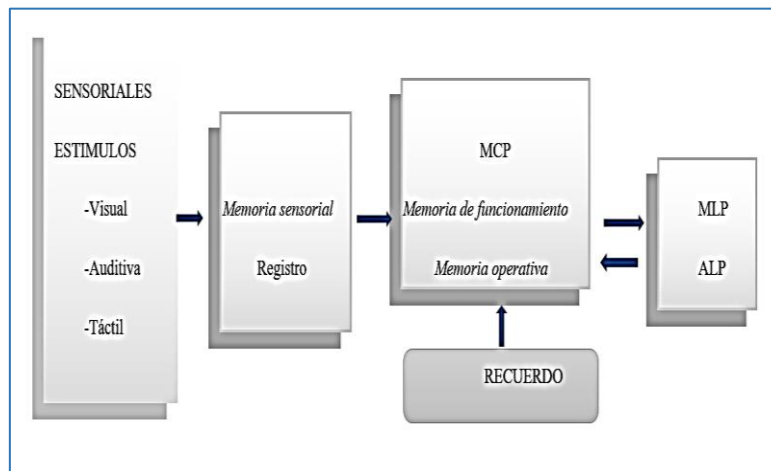 SENSORIALES
ESTIMULOS
-Visual
-Auditiva
-Táctil
Memoria sensorial
Registro
MCP
Memoria de funcionamiento
Memoria operativa
MLP
ALP
RECUERDO